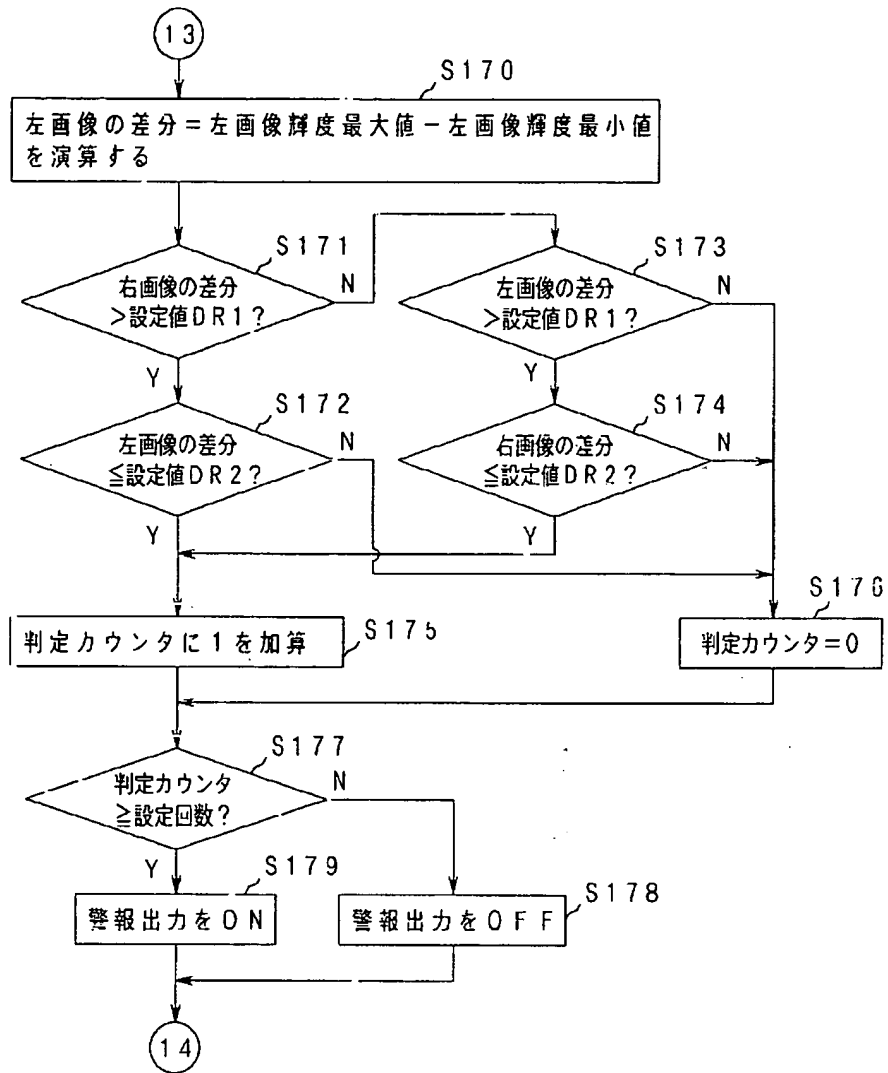 13
S170
左画像の差分=左画像輝度最大値-左画像輝度最小値
を演算する
S171
右画像の差分
>設定値DR1?
N
Y
S173
左画像の差分
>設定値DR1?
N
Y
S172
左画像の差分
≦設定値DR2?
N
Y
S174
右画像の差分
≦設定値DR2?
N
Y
S175
判定カウンタに1を加算
S176
判定カウンタ=0
S177
判定カウンタ
≧設定回数?
N
Y
S179
警報出力をON
S178
警報出力をOFF
14